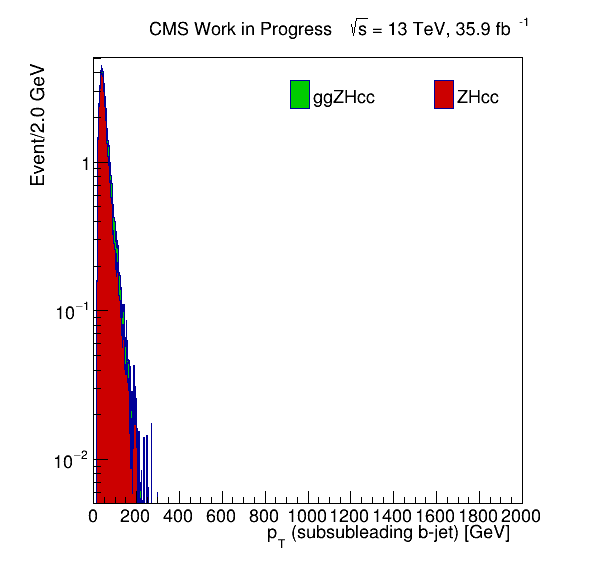 CMS Work in Progress √s = 13 TeV, 35.9 fb⁻¹
Event/2.0 GeV
ggZHcc ZHcc
1
10⁻¹
10⁻²
0 200 400 600 800 1000 1200 1400 1600 1800 2000
p_T (subsubleading b-jet) [GeV]